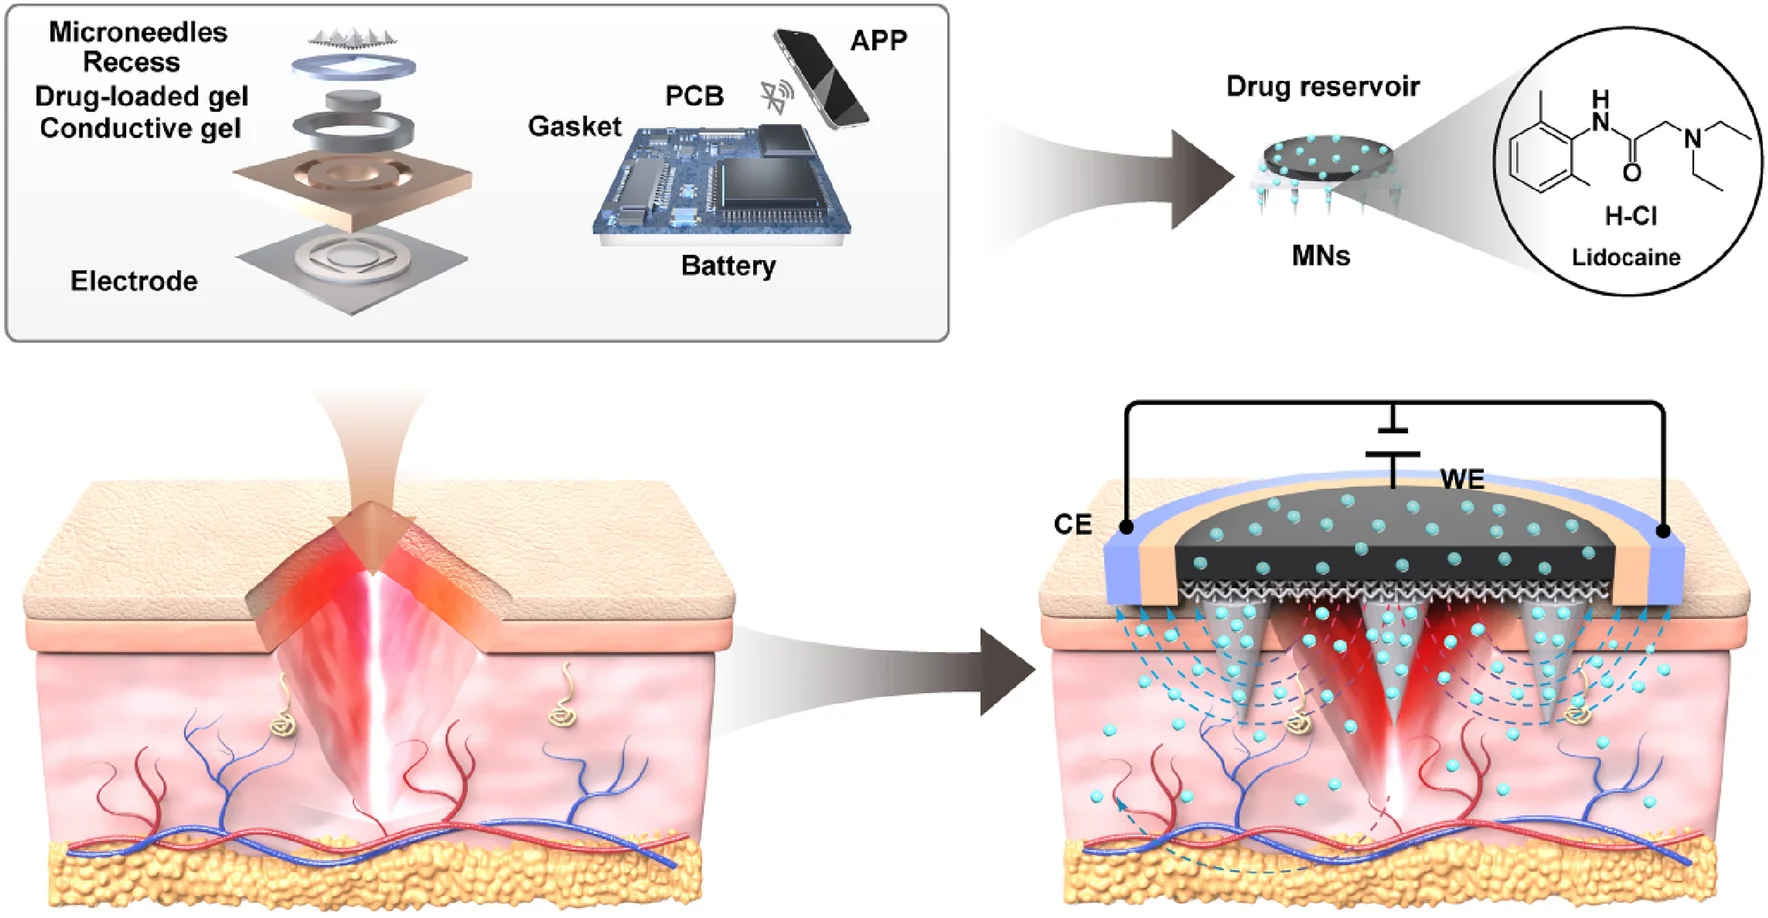 Microneedles
Recess
Drug-loaded gel
Conductive gel
Electrode
APP
PCB
Gasket
Battery
Drug reservoir
MNs
H
N
O
N
H-Cl
Lidocaine
WE
CE